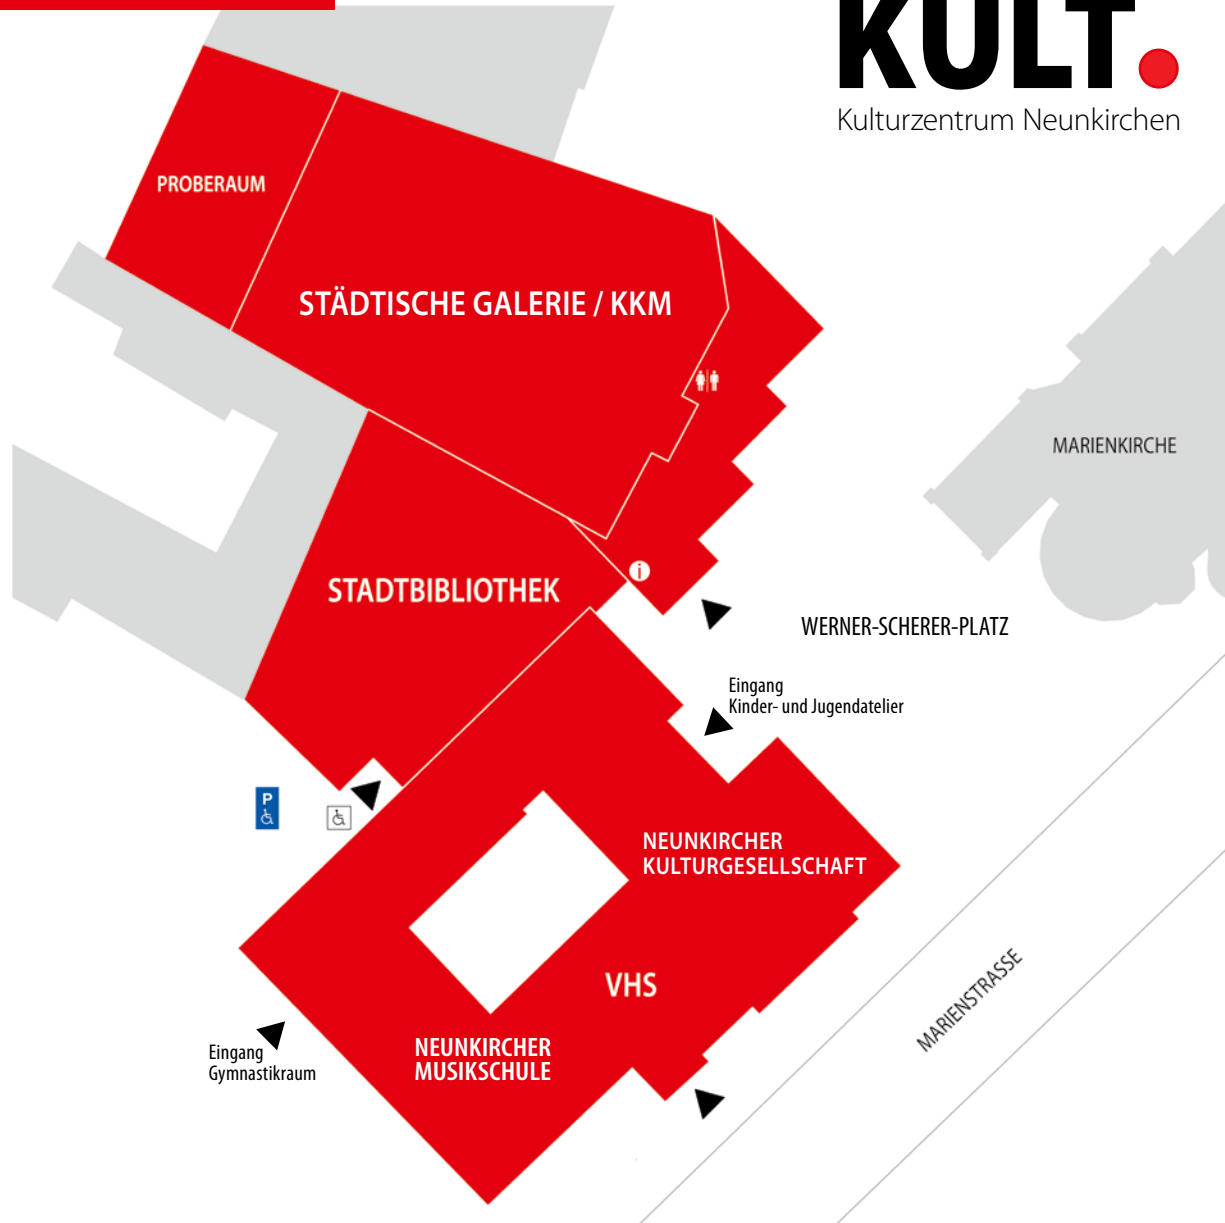 KULT.
Kulturzentrum Neunkirchen
PROBERAUM
STÄDTISCHE GALERIE / KKM
MARIENKIRCHE
i
STADTBIBLIOTHEK
WERNER-SCHERER-PLATZ
Eingang
Kinder- und Jugendatelier
P
NEUNKIRCHER
KULTURGESELLSCHAFT
VHS
MARIENSTRASSE
NEUNKIRCHER
MUSIKSCHULE
Eingang
Gymnastikraum